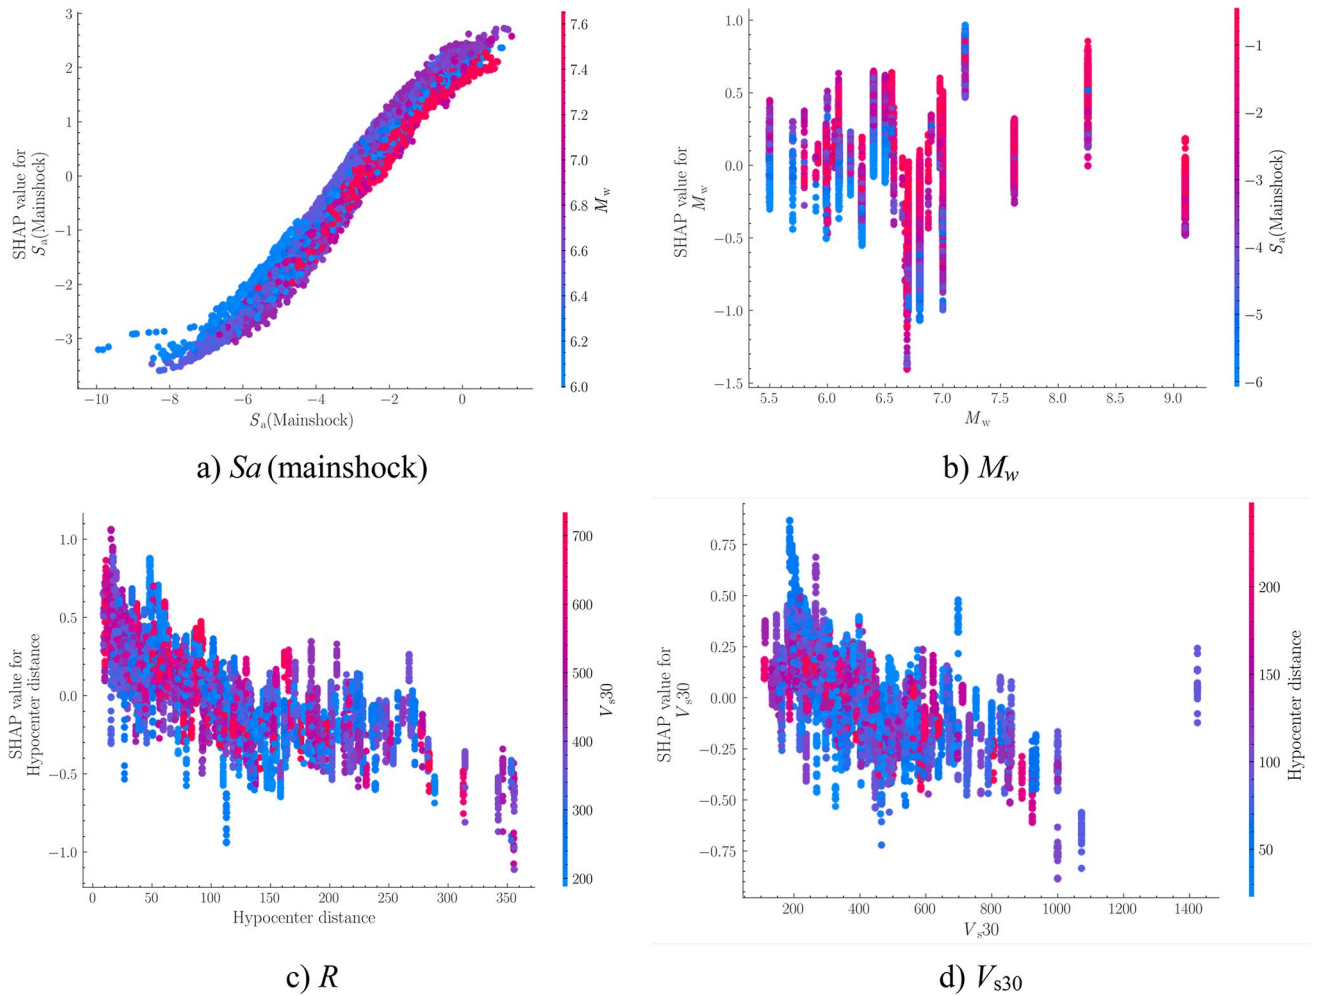 3
2
1
0
−1
−2
−3
SHAP value for
Sa(Mainshock)
−10 −8 −6 −4 −2 0
Sa(Mainshock)
7.6
7.4
7.2
7.0
6.8
6.6
6.4
6.2
6.0
Mw
a) Sa (mainshock)
1.0
0.5
0.0
−0.5
−1.0
−1.5
SHAP value for
Mw
5.5 6.0 6.5 7.0 7.5 8.0 8.5 9.0
Mw
−1
−2
−3
−4
−5
−6
Sa(Mainshock)
b) Mw
1.0
0.5
0.0
−0.5
−1.0
SHAP value for
Hypocenter distance
0 50 100 150 200 250 300 350
Hypocenter distance
700
600
500
400
300
200
Vs30
c) R
0.75
0.50
0.25
0.00
−0.25
−0.50
−0.75
SHAP value for
Vs30
200 400 600 800 1000 1200 1400
Vs30
200
150
100
50
Hypocenter distance
d) Vs30